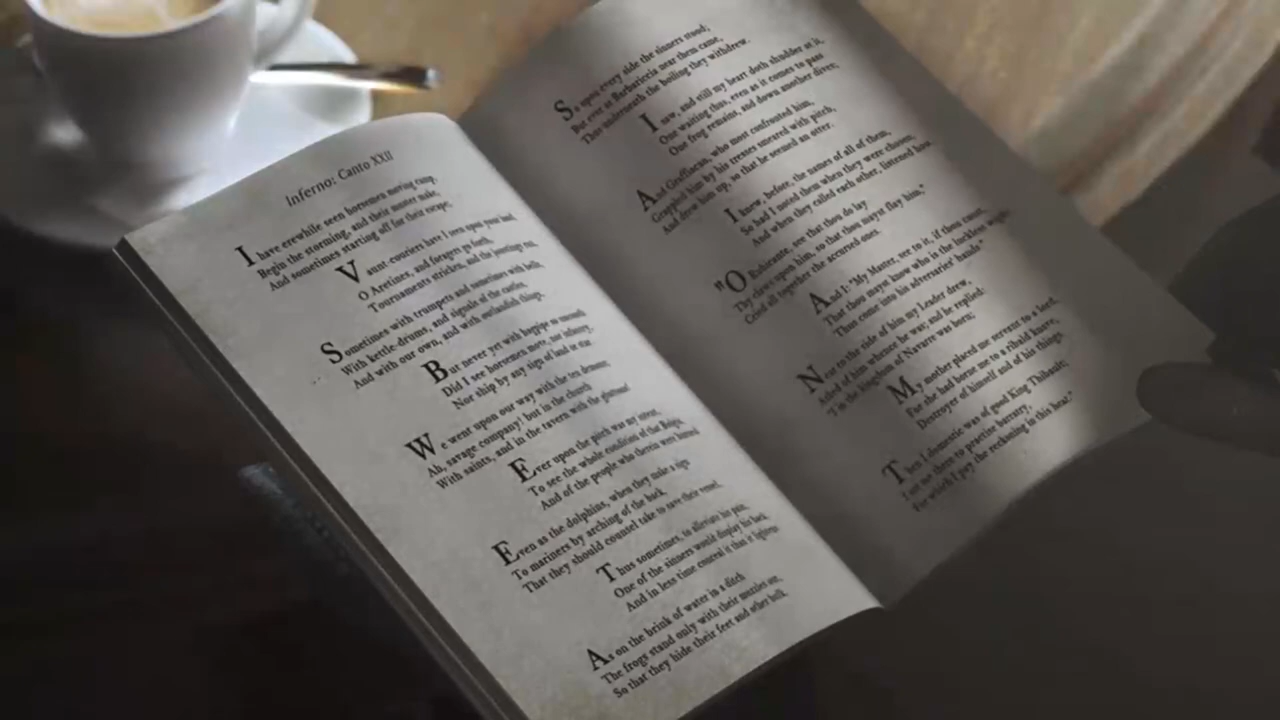 Inferno: Canto XXII
I have erewhile seen horsemen moving camp,
Begin the storming, and their muster make,
And sometimes starting off for their escape;
Vaunt-couriers have I seen upon your land,
O Aretines, and foragers go forth,
Tournaments stricken, and the joustings run,
Sometimes with trumpets and sometimes with bells,
With kettle-drums, and signals of the castles,
And with our own, and with outlandish things,
But never yet with bagpipe so uncouth
Did I see horsemen move, nor infantry,
Nor ship by any sign of land or star.
We went upon our way with the ten demons;
Ah, savage company! but in the church
With saints, and in the tavern with the gluttons!
Ever upon the pitch was my intent,
To see the whole condition of that Bolgia,
And of the people who therein were burned.
Even as the dolphins, when they make a sign
To mariners by arching of the back,
That they should counsel take to save their vessel,
Thus sometimes, to alleviate his pain,
One of the sinners would display his back,
And in less time conceal it than it lightens.
As on the brink of water in a ditch
The frogs stand only with their muzzles out,
So that they hide their feet and other bulk,
So upon every side the sinners stood;
But ever as Barbariccia near them came,
Thus underneath the boiling they withdrew.
I saw, and still my heart doth shudder at it,
One waiting thus, even as it comes to pass
One frog remains, and down another dives;
And Graffiacan, who most confronted him,
Grappled him by his tresses smeared with pitch,
And drew him up, so that he seemed an otter.
I knew, before, the names of all of them,
So had I noted them when they were chosen,
And when they called each other, listened how.
"O Rubicante, see that thou do lay
Thy claws upon him, so that thou mayst flay him,"
Cried all together the accursed ones.
And I: "My Master, see to it, if thou canst,
That thou mayst know who is the luckless wight,
Thus come into his adversaries' hands."
Near to the side of him my Leader drew,
Asked of him whence he was; and he replied:
"I in the kingdom of Navarre was born;
My mother placed me servant to a lord,
For she had borne me to a ribald knave,
Destroyer of himself and of his things.
Then I domestic was of good King Thibault;
I set me there to practise barratry,
For which I pay the reckoning in this heat."